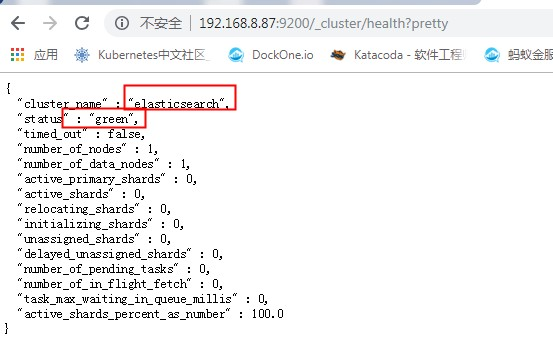 不安全 192.168.8.87:9200/_cluster/health?pretty
应用 Kubernetes中文社区_ DockOne.io Katacoda - 软件工程 蚂蚁金服
{
"cluster_name" : "elasticsearch",
"status" : "green",
"timed_out" : false,
"number_of_nodes" : 1,
"number_of_data_nodes" : 1,
"active_primary_shards" : 0,
"active_shards" : 0,
"relocating_shards" : 0,
"initializing_shards" : 0,
"unassigned_shards" : 0,
"delayed_unassigned_shards" : 0,
"number_of_pending_tasks" : 0,
"number_of_in_flight_fetch" : 0,
"task_max_waiting_in_queue_millis" : 0,
"active_shards_percent_as_number" : 100.0
}